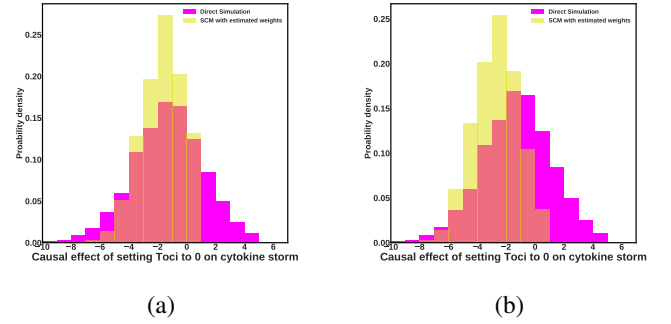 Direct Simulation
SCM with estimated weights
0.25
0.20
0.15
0.10
0.05
0.00
Proability density
-10 -8 -6 -4 -2 0 2 4 6
Causal effect of setting Toci to 0 on cytokine storm
(a)
Direct Simulation
SCM with estimated weights
0.25
0.20
0.15
0.10
0.05
0.00
Probability density
-10 -8 -6 -4 -2 0 2 4 6
Causal effect of setting Toci to 0 on cytokine storm
(b)